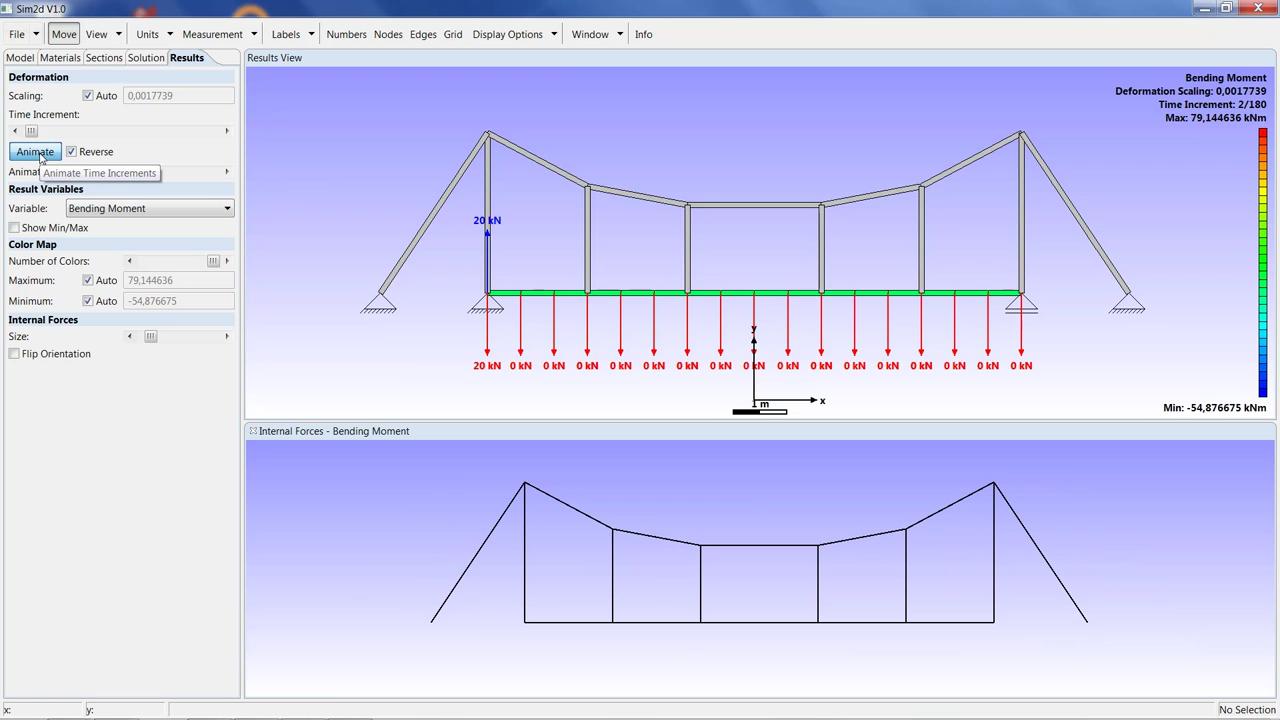 Sim2d V1.0
File Move View Units Measurement Labels Numbers Nodes Edges Grid Display Options Window Info
Model Materials Sections Solution Results
Deformation
Scaling: Auto 0,0017739
Time Increment:
Animate Reverse
Animat
Animate Time Increments
Result Variables
Variable: Bending Moment
Show Min/Max
Color Map
Number of Colors:
Maximum: Auto 79,144636
Minimum: Auto -54,876675
Internal Forces
Size:
Flip Orientation
Results View
Bending Moment
Deformation Scaling: 0,0017739
Time Increment: 2/180
Max: 79,144636 kNm
20 kN
y
20 kN 0 kN 0 kN 0 kN 0 kN 0 kN 0 kN 0 kN 0 kN 0 kN 0 kN 0 kN 0 kN 0 kN 0 kN 0 kN 0 kN
x
1 m
Min: -54,876675 kNm
Internal Forces - Bending Moment
x: y: No Selection